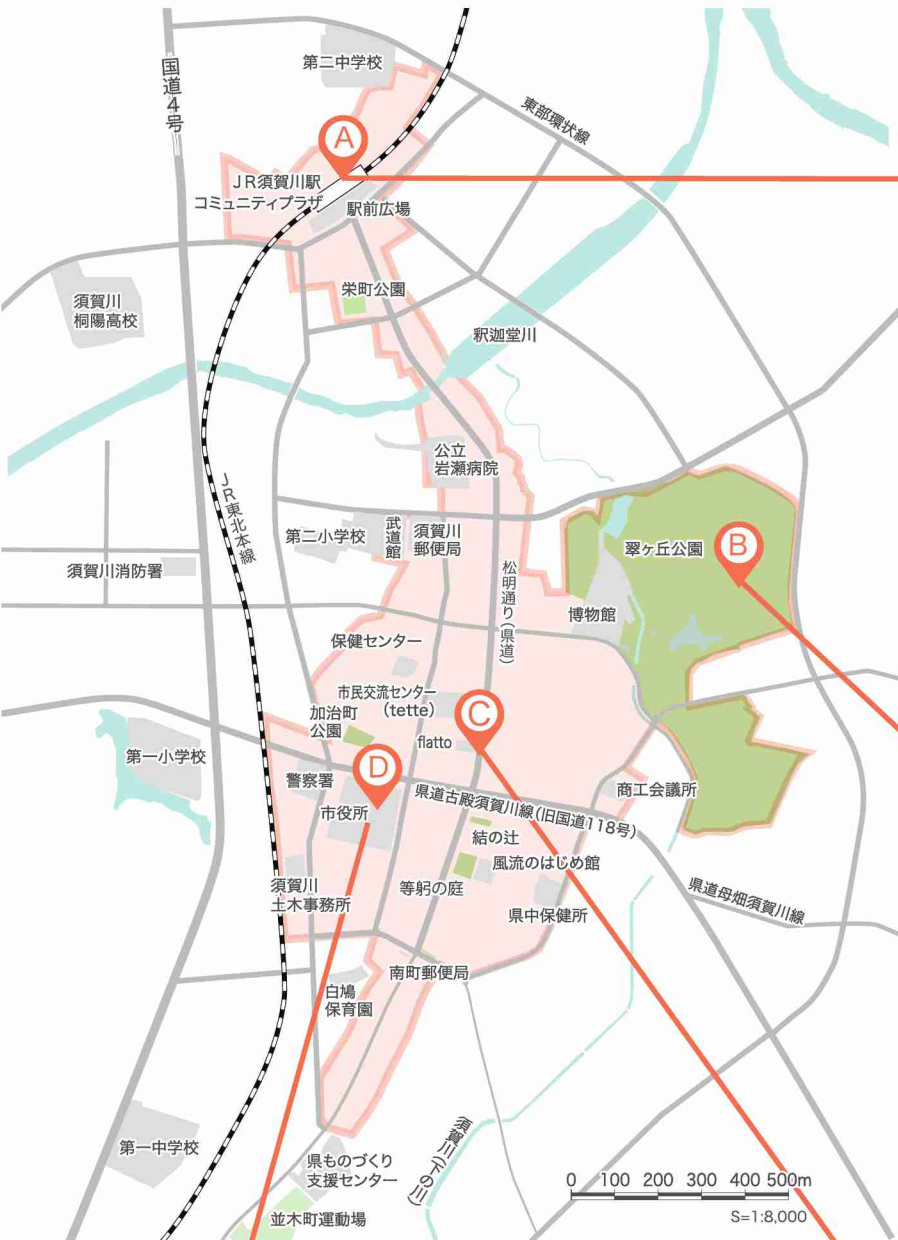 第二中学校
国道4号
東部環状線
A
JR須賀川駅
コミュニティプラザ
駅前広場
栄町公園
須賀川
桐陽高校
釈迦堂川
公立
岩瀬病院
JR東北本線
第二小学校
武道館
須賀川
郵便局
翠ヶ丘公園
B
須賀川消防署
松明通り(県道)
博物館
保健センター
市民交流センター
(tette)
加治町
公園
C
flatto
第一小学校
警察署
D
市役所
県道古殿須賀川線(旧国道118号)
商工会議所
結の辻
風流のはじめ館
須賀川
土木事務所
等躬の庭
県中保健所
県道母畑須賀川線
南町郵便局
白鳩
保育園
第一中学校
須賀川(下の川)
県ものづくり
支援センター
並木町運動場
0 100 200 300 400 500m
S=1:8,000